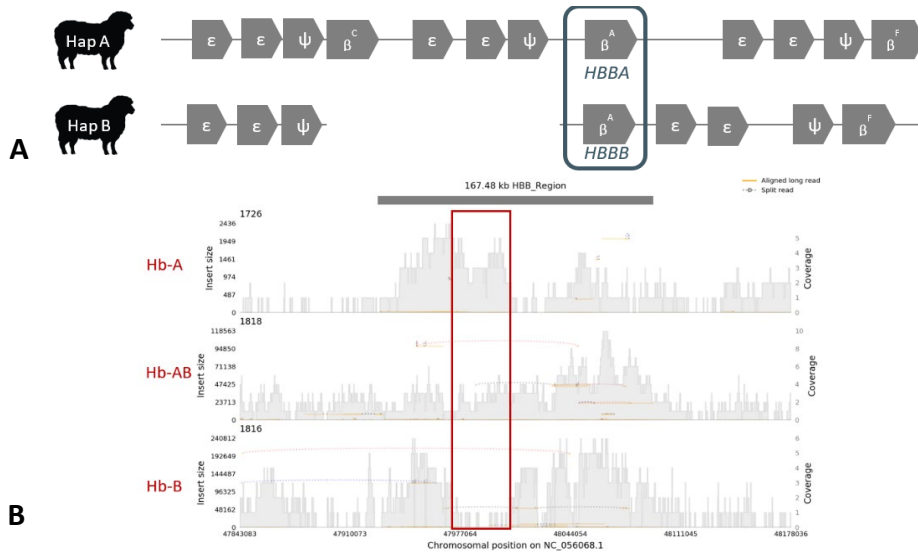 Hap A
ε ε ψ β^C ε ε ψ β^A ε ε ψ β^F
HBBA
Hap B
ε ε ψ β^A ε ε ψ β^F
HBBB
A
167.48 kb HBB_Region
Aligned long read
Split read
1726
Hb-A
Insert size
2436
1949
1461
974
487
0
5
4
3
2
1
0
Coverage
1818
Hb-AB
Insert size
118563
94850
71138
47425
23713
0
10
8
6
4
2
0
Coverage
1816
Hb-B
Insert size
240812
192649
144487
96325
48162
0
6
5
4
3
2
1
0
Coverage
B
47843083 47910073 47977064 48044054 48111045 48178036
Chromosomal position on NC_056068.1